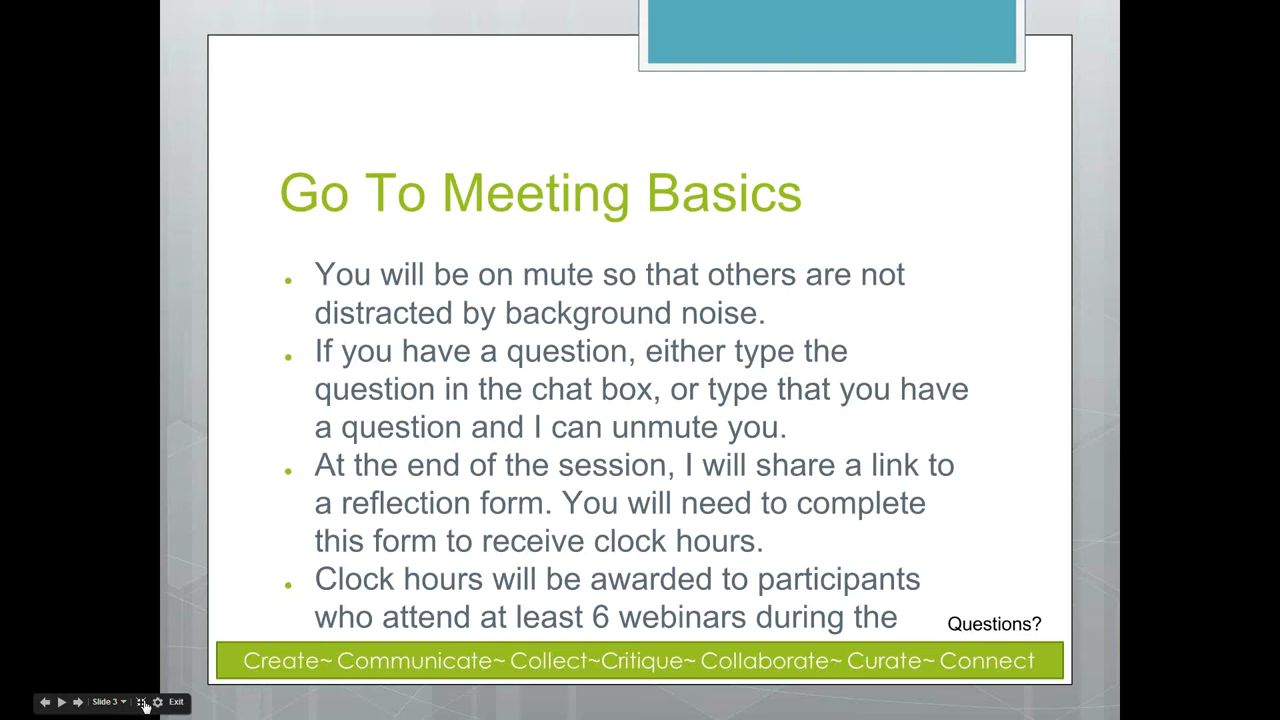 Go To Meeting Basics
You will be on mute so that others are not
distracted by background noise.
If you have a question, either type the
question in the chat box, or type that you have
a question and I can unmute you.
At the end of the session, I will share a link to
a reflection form. You will need to complete
this form to receive clock hours.
Clock hours will be awarded to participants
who attend at least 6 webinars during the
Questions?
Create~ Communicate~ Collect~Critique~ Collaborate~ Curate~ Connect
Slide 3 Exit